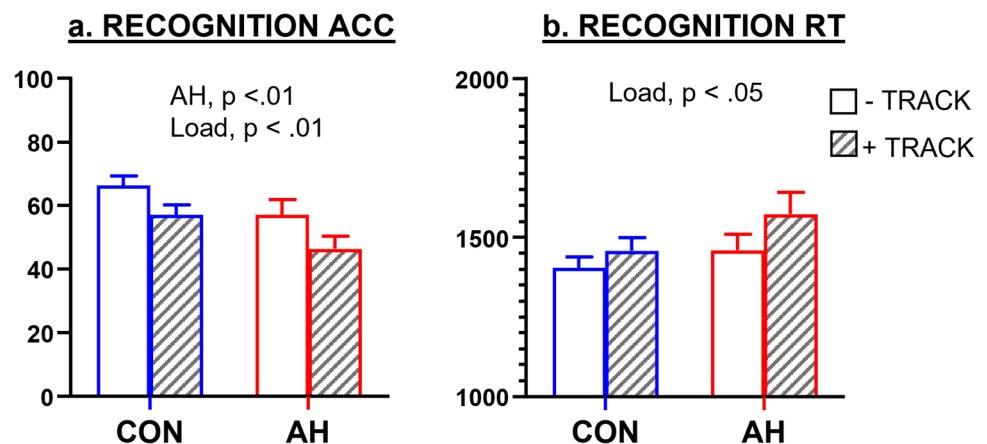 a. RECOGNITION ACC
100
80
60
40
20
0
AH, p <.01
Load, p < .01
CON
AH
b. RECOGNITION RT
2000
1500
1000
Load, p < .05
CON
AH
- TRACK
+ TRACK